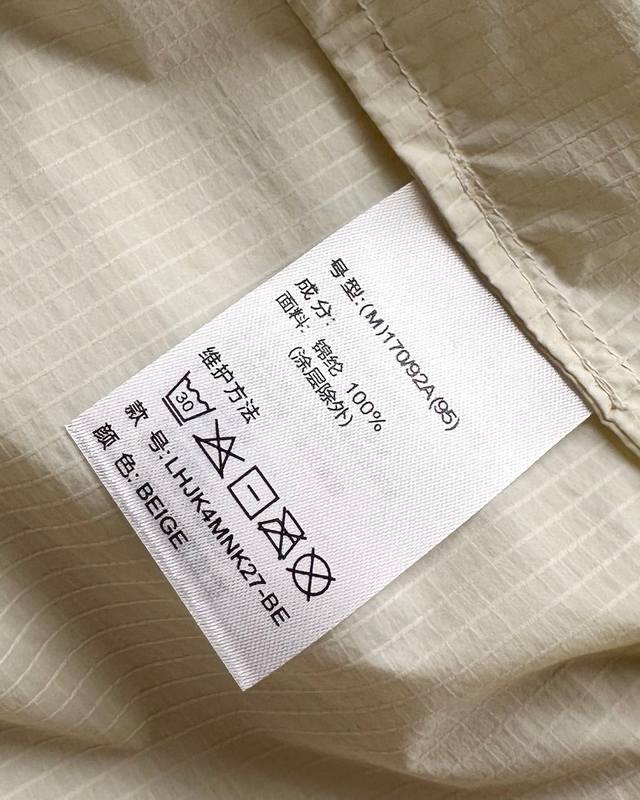 号型:(M)170/92A(95)
成分:
面料: 锦纶 100%
(涂层除外)
维护方法
30
款 号:LHJK4MNK27-BE
颜 色:BEIGE